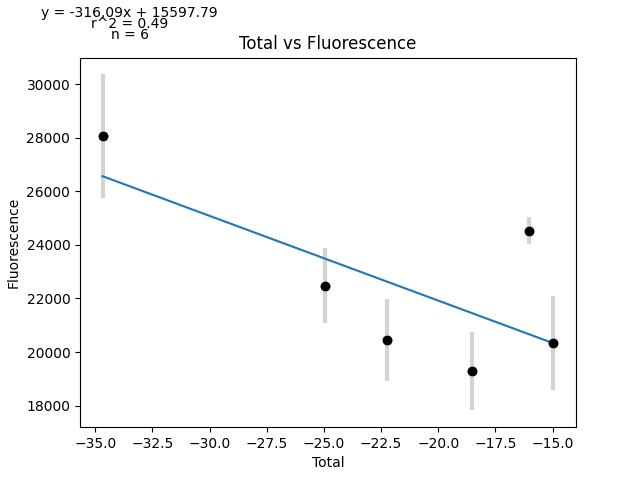 y = -316.09x + 15597.79
r^2 = 0.49
n = 6
Total vs Fluorescence
30000
28000
26000
24000
22000
20000
18000
Fluorescence
−35.0 −32.5 −30.0 −27.5 −25.0 −22.5 −20.0 −17.5 −15.0
Total